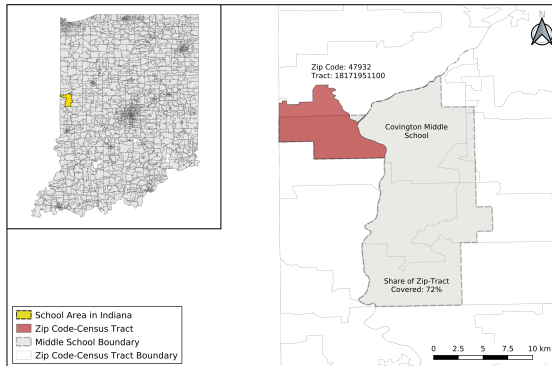 N
Zip Code: 47932
Tract: 18171951100
Covington Middle
School
Share of Zip-Tract
Covered: 72%
School Area in Indiana
Zip Code-Census Tract
Middle School Boundary
Zip Code-Census Tract Boundary
0 2.5 5 7.5 10 km